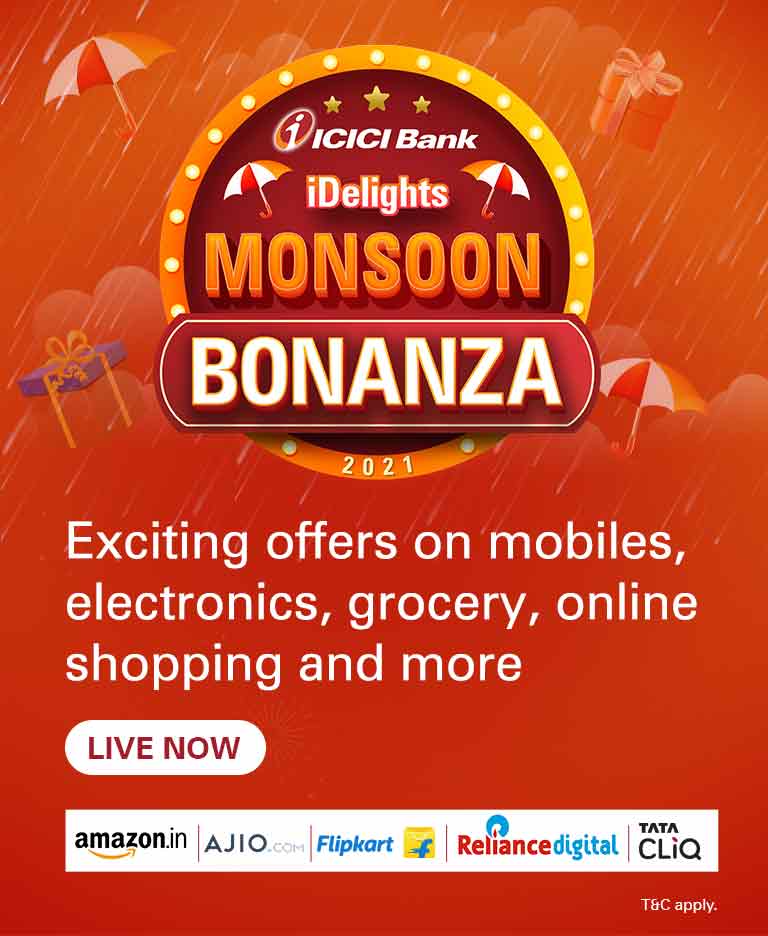 ICICI Bank
iDelights
MONSOON
BONANZA
2021
Exciting offers on mobiles,
electronics, grocery, online
shopping and more
LIVE NOW
amazon.in | AJIO.COM | Flipkart | Reliance digital | TATA CLiQ
T&C apply.